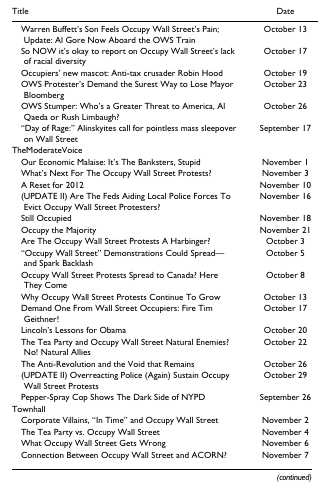 Title Date
Warren Buffett's Son Feels Occupy Wall Street's Pain;
Update: Al Gore Now Aboard the OWS Train October 13
So NOW it's okay to report on Occupy Wall Street's lack
of racial diversity October 17
Occupiers' new mascot: Anti-tax crusader Robin Hood October 19
OWS Protester's Demand the Surest Way to Lose Mayor
Bloomberg October 23
OWS Stumper: Who's a Greater Threat to America, Al
Qaeda or Rush Limbaugh? October 26
"Day of Rage:" Alinskyites call for pointless mass sleepover
on Wall Street September 17
TheModerateVoice
Our Economic Malaise: It's The Banksters, Stupid November 1
What's Next For The Occupy Wall Street Protests? November 3
A Reset for 2012 November 10
(UPDATE II) Are The Feds Aiding Local Police Forces To
Evict Occupy Wall Street Protesters? November 16
Still Occupied November 18
Occupy the Majority November 21
Are The Occupy Wall Street Protests A Harbinger? October 3
"Occupy Wall Street" Demonstrations Could Spread—
and Spark Backlash October 5
Occupy Wall Street Protests Spread to Canada? Here
They Come October 8
Why Occupy Wall Street Protests Continue To Grow October 13
Demand One From Wall Street Occupiers: Fire Tim
Geithner! October 17
Lincoln's Lessons for Obama October 20
The Tea Party and Occupy Wall Street Natural Enemies?
No! Natural Allies October 22
The Anti-Revolution and the Void that Remains October 26
(UPDATE II) Overreacting Police (Again) Sustain Occupy
Wall Street Protests October 29
Pepper-Spray Cop Shows The Dark Side of NYPD September 26
Townhall
Corporate Villains, "In Time" and Occupy Wall Street November 2
The Tea Party vs. Occupy Wall Street November 4
What Occupy Wall Street Gets Wrong November 6
Connection Between Occupy Wall Street and ACORN? November 7
(continued)